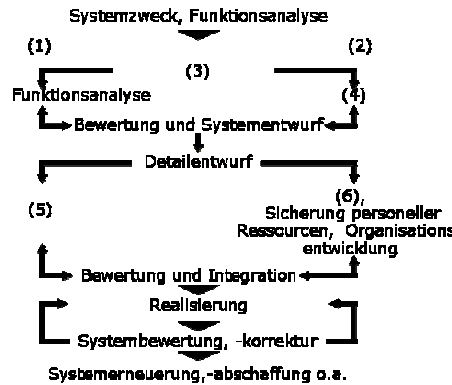 Systemzweck, Funktionsanalyse
(1) (2)
(3)
Funktionsanalyse (4)
Bewertung und Systementwurf
Detailentwurf
(5) (6),
Sicherung personeller
Ressourcen, Organisations
entwicklung
Bewertung und Integration
Realisierung
Systembewertung, -korrektur
Systemerneuerung,-abschaffung o.a.